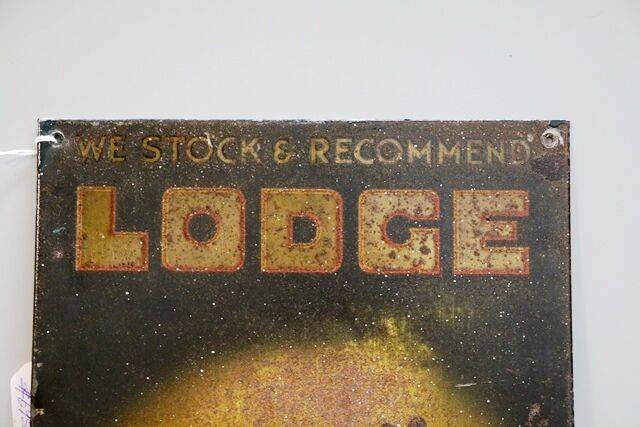 WE STOCK & RECOMMEND
LODGE